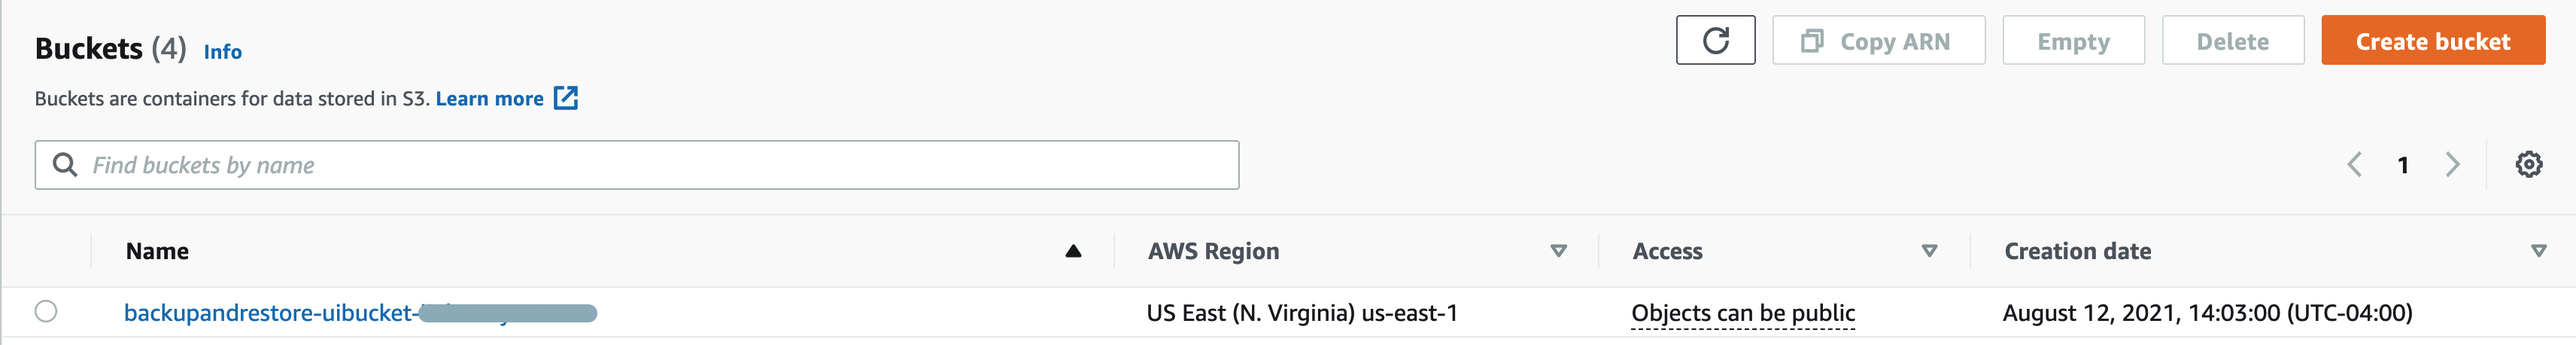 Buckets (4) Info
Copy ARN
Empty
Delete
Create bucket
Buckets are containers for data stored in S3. Learn more
Find buckets by name
1
Name AWS Region Access Creation date
backupandrestore-uibucket- US East (N. Virginia) us-east-1 Objects can be public August 12, 2021, 14:03:00 (UTC-04:00)